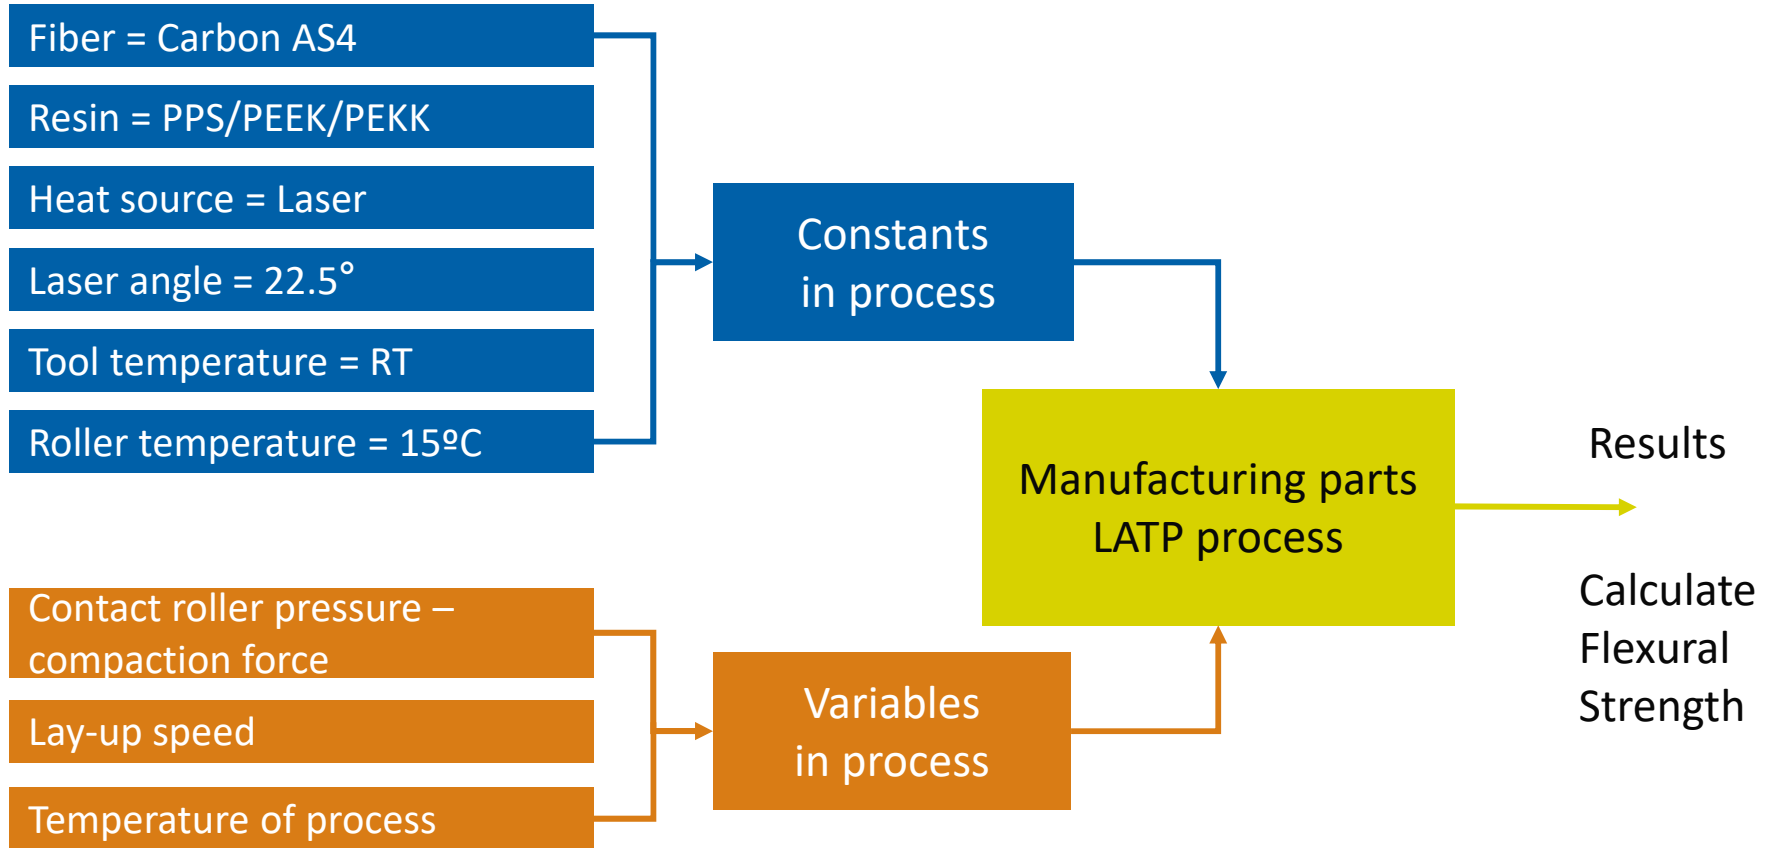 Fiber = Carbon AS4
Resin = PPS/PEEK/PEKK
Heat source = Laser
Laser angle = 22.5°
Tool temperature = RT
Roller temperature = 15ºC
Constants
in process
Contact roller pressure –
compaction force
Lay-up speed
Temperature of process
Variables
in process
Manufacturing parts
LATP process
Results
Calculate
Flexural
Strength